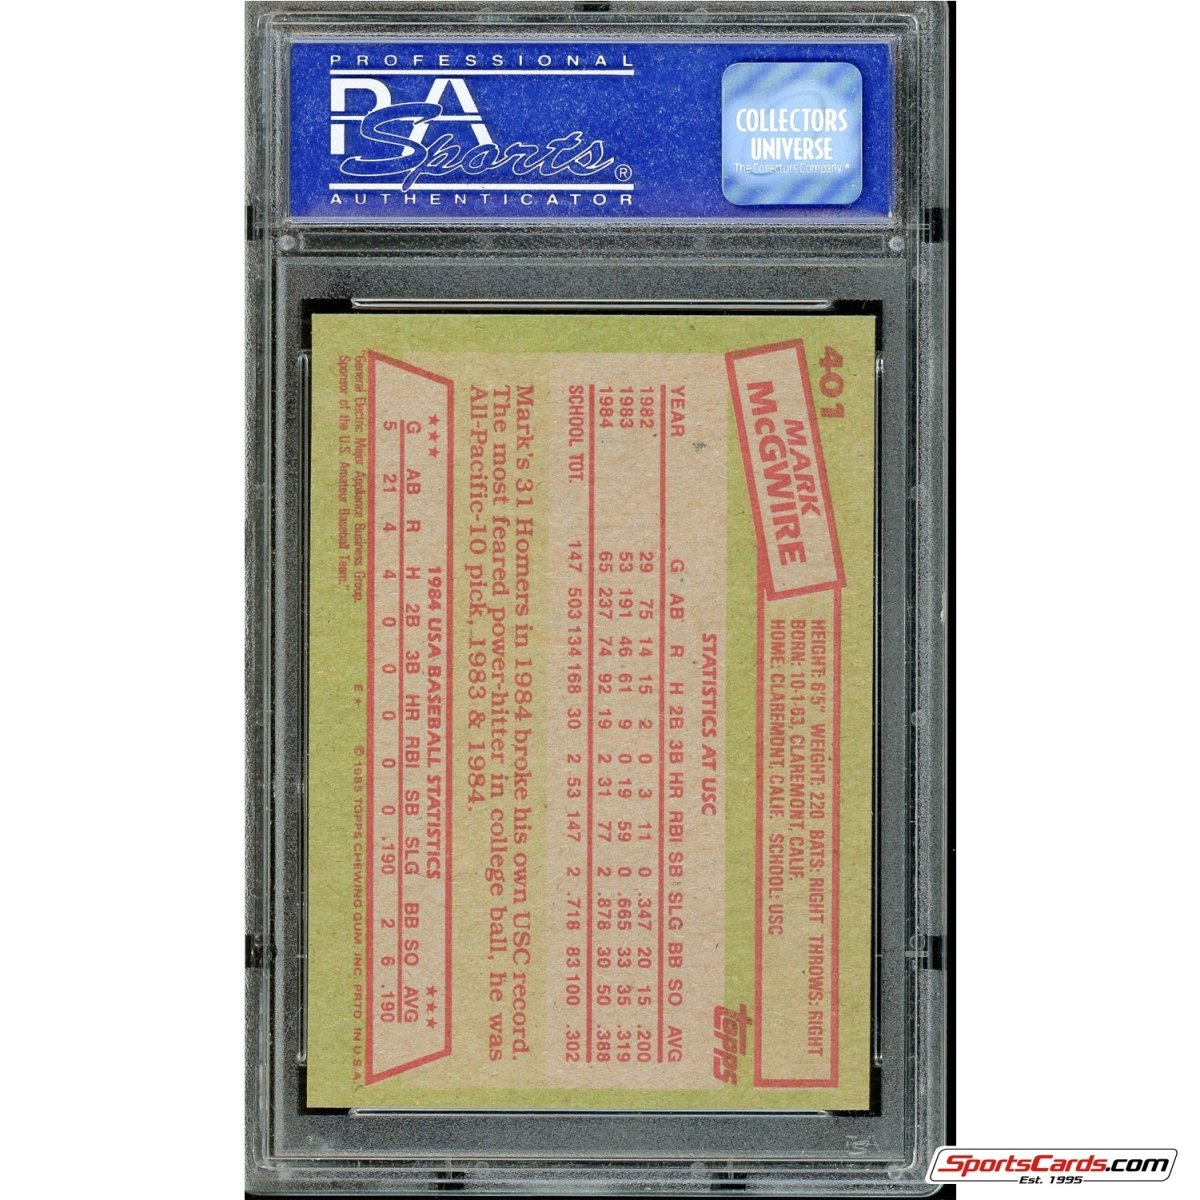 PROFESSIONAL
PSA
Sports®
AUTHENTICATOR
COLLECTORS
UNIVERSE
The Collectors Company™
401
MARK
McGWIRE
HEIGHT: 6'5" WEIGHT: 220 BATS: RIGHT THROWS: RIGHT
BORN: 10-1-63, CLAREMONT, CALIF.
HOME: CLAREMONT, CALIF. SCHOOL: USC
topps
STATISTICS AT USC
YEAR G AB R H 2B 3B HR RBI SB SLG BB SO AVG
1982 29 75 14 15 2 0 3 11 0 .347 20 15 .200
1983 53 191 46 61 9 0 19 59 0 .665 33 35 .319
1984 65 237 74 92 19 2 31 77 2 .878 30 50 .388
SCHOOL TOT. 147 503 134 168 30 2 53 147 2 .718 83 100 .302
Mark's 31 Homers in 1984 broke his own USC record.
The most feared power-hitter in college ball, he was
All-Pacific-10 pick, 1983 & 1984.
★★★ 1984 USA BASEBALL STATISTICS ★★★
G AB R H 2B 3B HR RBI SB SLG BB SO AVG
5 21 4 4 0 0 0 0 0 .190 2 6 .190
"General Electric Major Appliance Business Group,
Sponsor of the U.S. Amateur Baseball Team."
E * © 1985 TOPPS CHEWING GUM, INC. PRTD. IN U.S.A.
PSA
SportsCards.com
Est. 1995